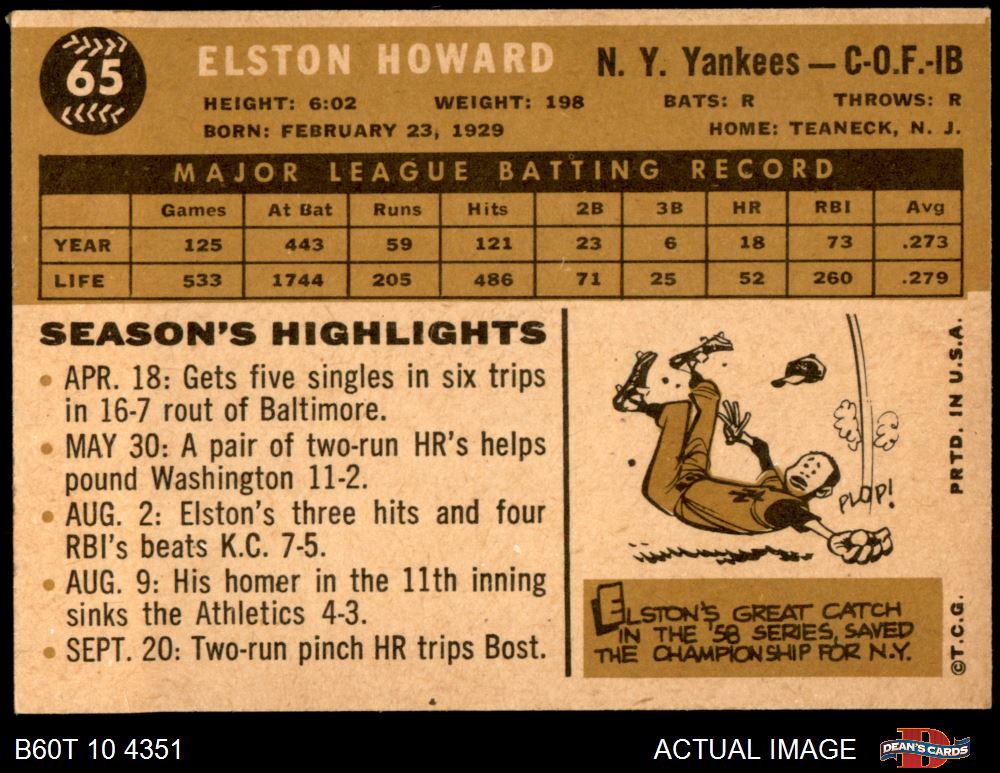 65
ELSTON HOWARD
N. Y. Yankees — C-O.F.-1B
HEIGHT: 6:02 WEIGHT: 198 BATS: R THROWS: R
BORN: FEBRUARY 23, 1929 HOME: TEANECK, N. J.
MAJOR LEAGUE BATTING RECORD
Games At Bat Runs Hits 2B 3B HR RBI Avg
YEAR 125 443 59 121 23 6 18 73 .273
LIFE 533 1744 205 486 71 25 52 260 .279
SEASON'S HIGHLIGHTS
• APR. 18: Gets five singles in six trips
in 16-7 rout of Baltimore.
• MAY 30: A pair of two-run HR's helps
pound Washington 11-2.
• AUG. 2: Elston's three hits and four
RBI's beats K.C. 7-5.
• AUG. 9: His homer in the 11th inning
sinks the Athletics 4-3.
• SEPT. 20: Two-run pinch HR trips Bost.
PLOP!
ELSTON'S GREAT CATCH
IN THE '58 SERIES, SAVED
THE CHAMPIONSHIP FOR N.Y.
©T.C.G. PRTD. IN U.S.A.
B60T 10 4351
ACTUAL IMAGE
DEAN'S CARDS